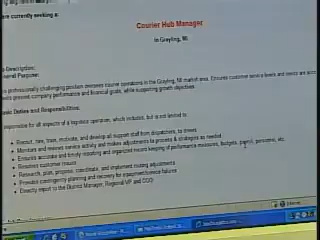 are currently seeking a:
Courier Hub Manager
in Grayling, MI.
Description:
General Purpose:
professionally challenging position oversees courier operations in the Grayling, MI market area. Ensures customer service levels and needs are
company performance and financial goals, while supporting growth objectives.
Basic Duties and Responsibilities:
responsible for all aspects of a logistics operation, which includes, but is not limited to:
Recruit, hire, train, motivate, and develop all support staff from dispatchers, to drivers
Monitors and reviews service activity and makes adjustments to process & strategies as needed
Ensures accurate and timely reporting and organized record keeping of performance measures, budgets, payroll, personnel, etc.
Resolves customer issues
Research, plan, propose, coordinate, and implement routing adjustments
Provides contingency planning and recovery for equipment/service failures
Directly report to the District Manager, Regional VP and COO